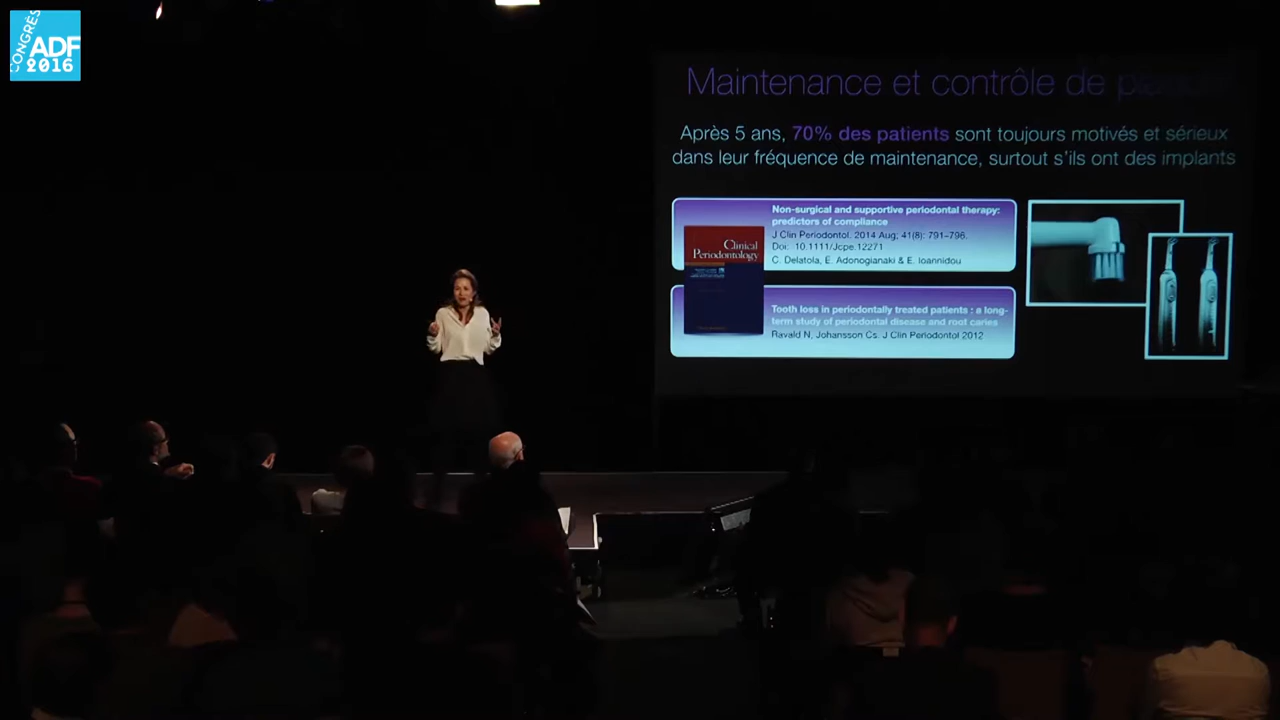 CONGRÈS
ADF
2016
Maintenance et contrôle de
Après 5 ans, 70% des patients sont toujours motivés et sérieux
dans leur fréquence de maintenance, surtout s'ils ont des implants
Non-surgical and supportive periodontal therapy:
predictors of compliance
J Clin Periodontol. 2014 Aug; 41(8): 791–796.
Doi: 10.1111/Jcpe.12271
C. Delatola, E. Adonogianaki & E. Ioannidou
Clinical
Periodontology
Tooth loss in periodontally treated patients : a long-
term study of periodontal disease and root caries
Ravald N, Johansson Cs. J Clin Periodontol 2012